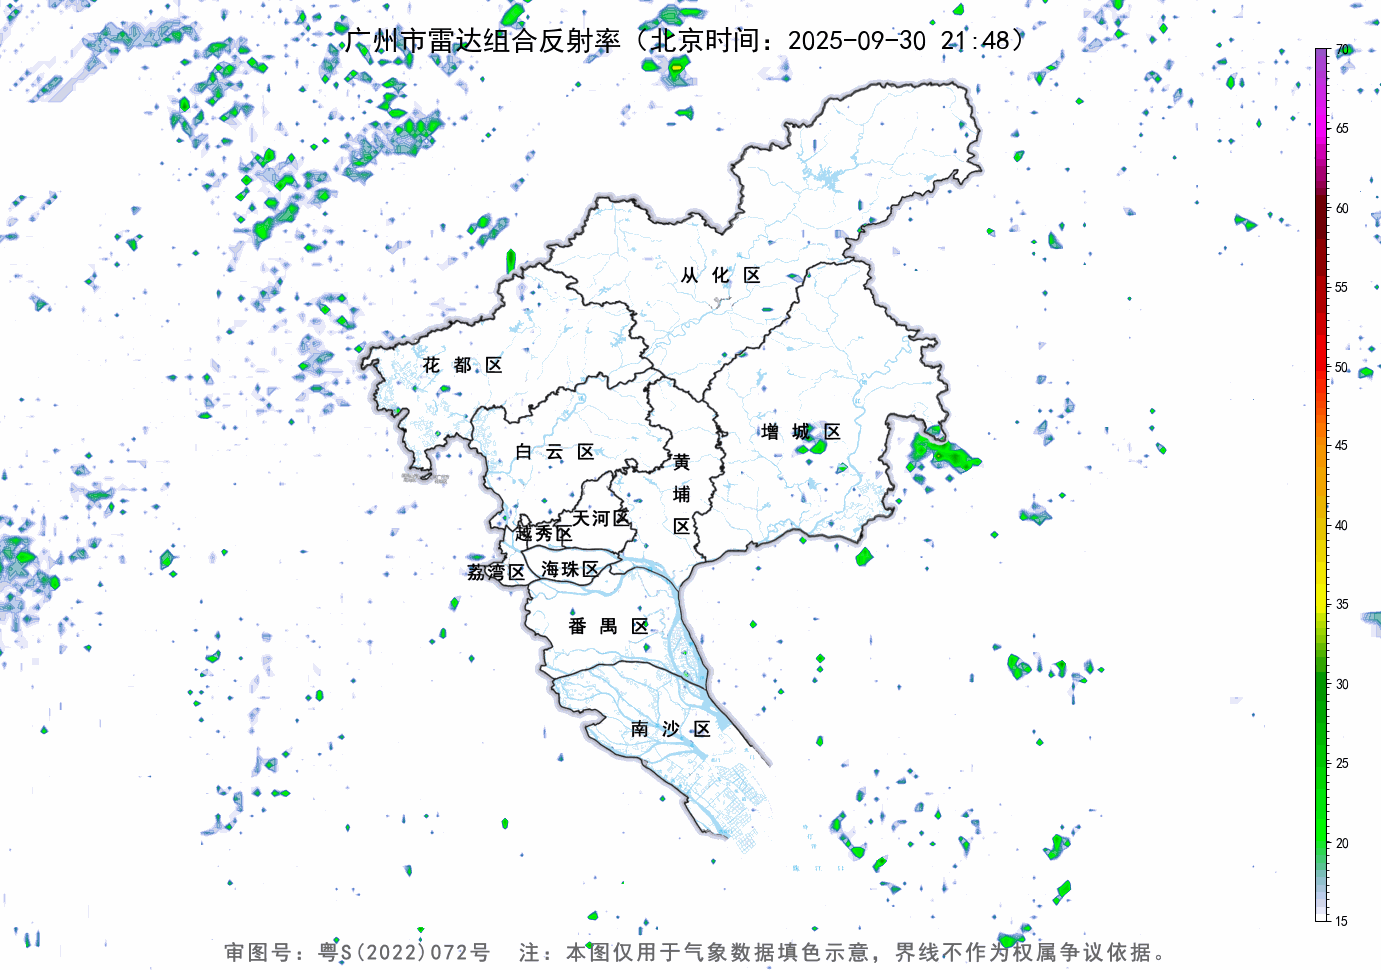 广州市雷达组合反射率（北京时间：2025-09-30 21:48）
70
65
60
55
50
45
40
35
30
25
20
15
从化区
花都区
增城区
白云区
黄埔区
天河区
越秀区
海珠区
荔湾区
番禺区
南沙区
审图号：粤S(2022)072号 注：本图仅用于气象数据填色示意，界线不作为权属争议依据。